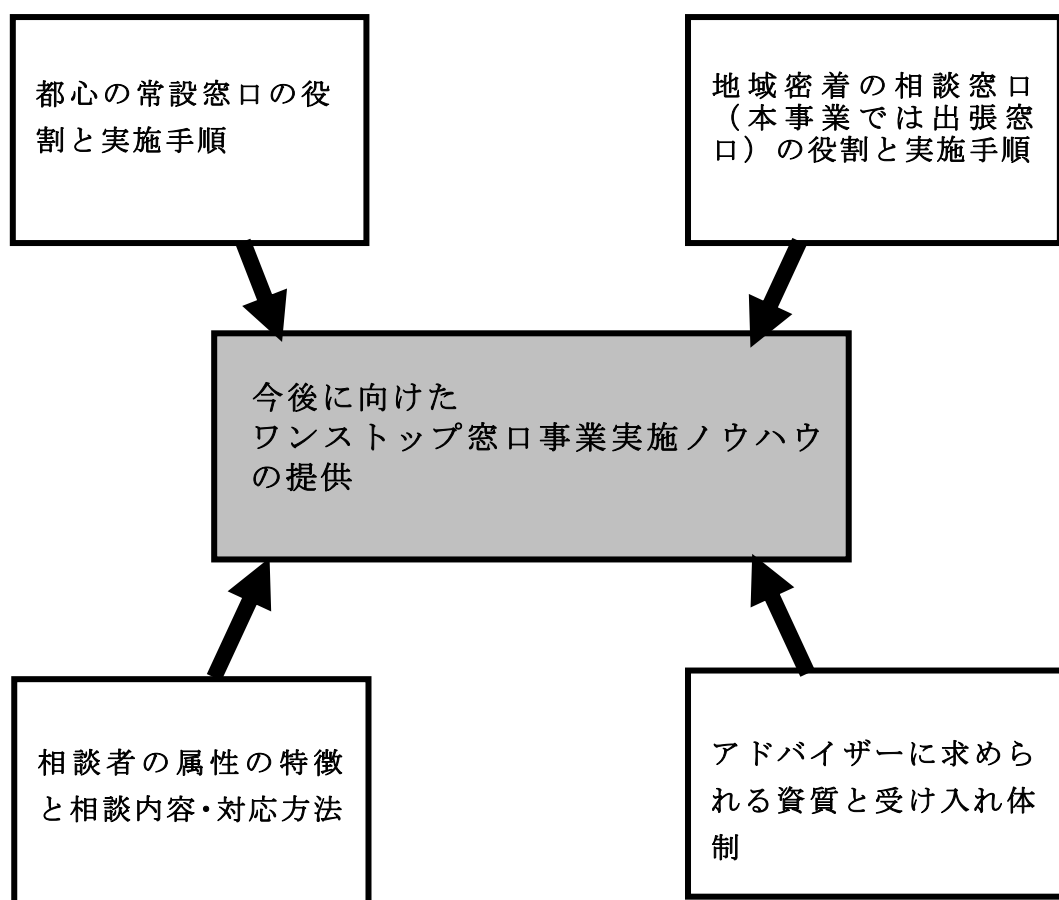 都心の常設窓口の役
割と実施手順
地域密着の相談窓口
（本事業では出張窓
口）の役割と実施手順
今後に向けた
ワンストップ窓口事業実施ノウハウ
の提供
相談者の属性の特徴
と相談内容･対応方法
アドバイザーに求めら
れる資質と受け入れ体
制